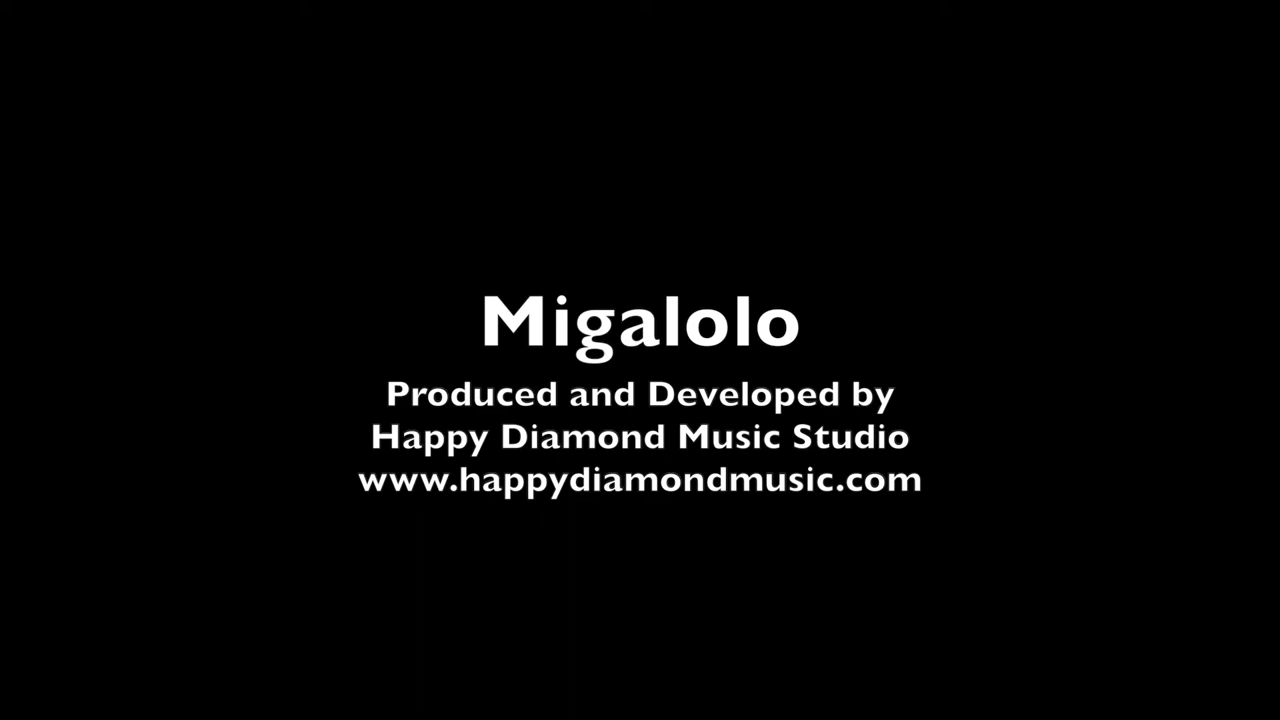 Migalolo
Produced and Developed by
Happy Diamond Music Studio
www.happydiamondmusic.com